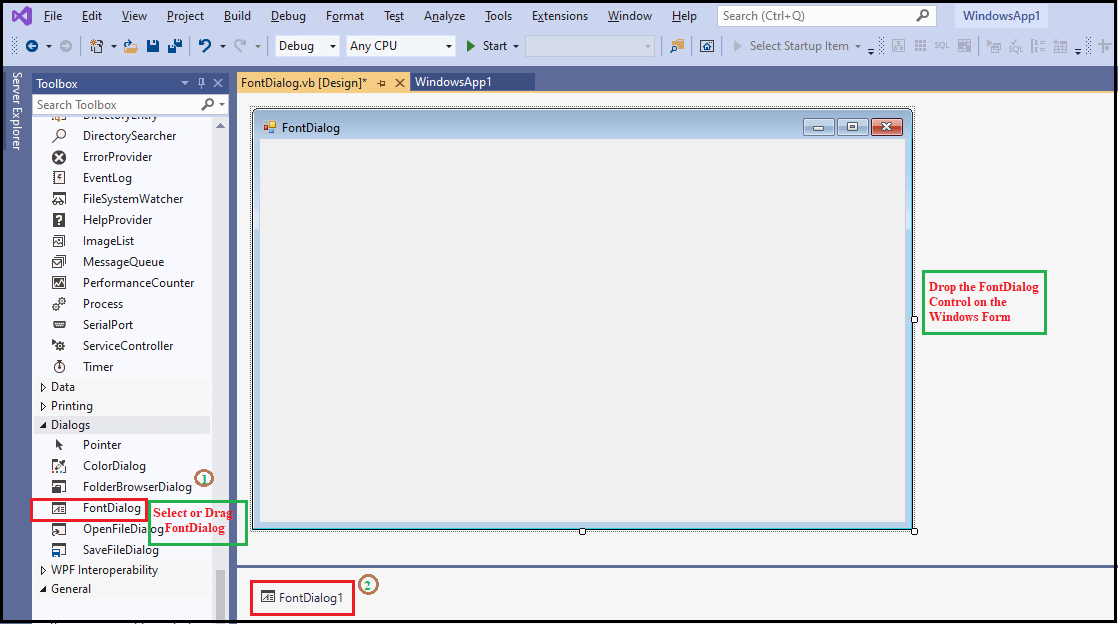 File Edit View Project Build Debug Format Test Analyze Tools Extensions Window Help Search (Ctrl+Q) WindowsApp1
Debug Any CPU Start Select Startup Item SQL SQL
Server Explorer
Toolbox
Search Toolbox
DirectoryEntry
DirectorySearcher
ErrorProvider
EventLog
FileSystemWatcher
HelpProvider
ImageList
MessageQueue
PerformanceCounter
Process
SerialPort
ServiceController
Timer
Data
Printing
Dialogs
Pointer
ColorDialog
FolderBrowserDialog
1
FontDialog
OpenFileDialog
SaveFileDialog
WPF Interoperability
General
Select or Drag
FontDialog
FontDialog.vb [Design]* WindowsApp1
FontDialog
Drop the FontDialog
Control on the
Windows Form
FontDialog1
2